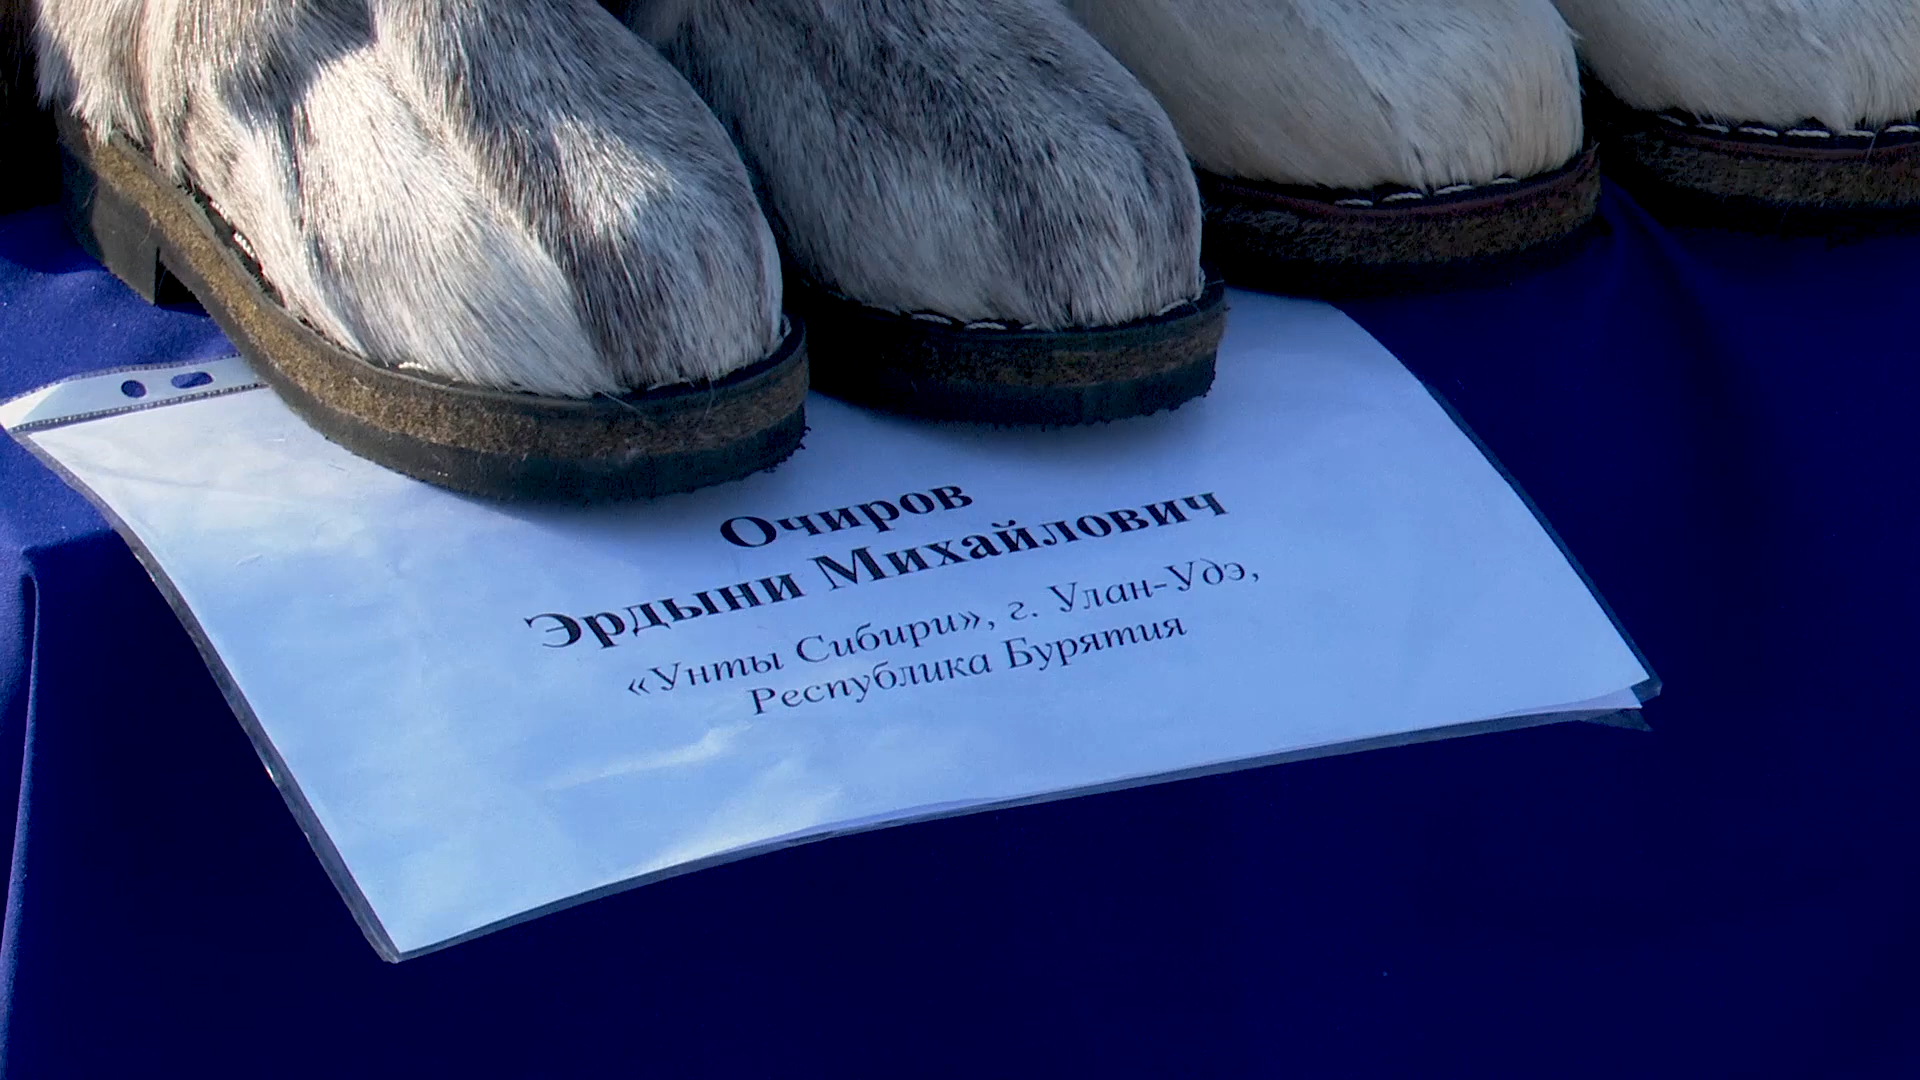 Очиров
Эрдыни Михайлович
«Унты Сибири», г. Улан-Удэ,
Республика Бурятия